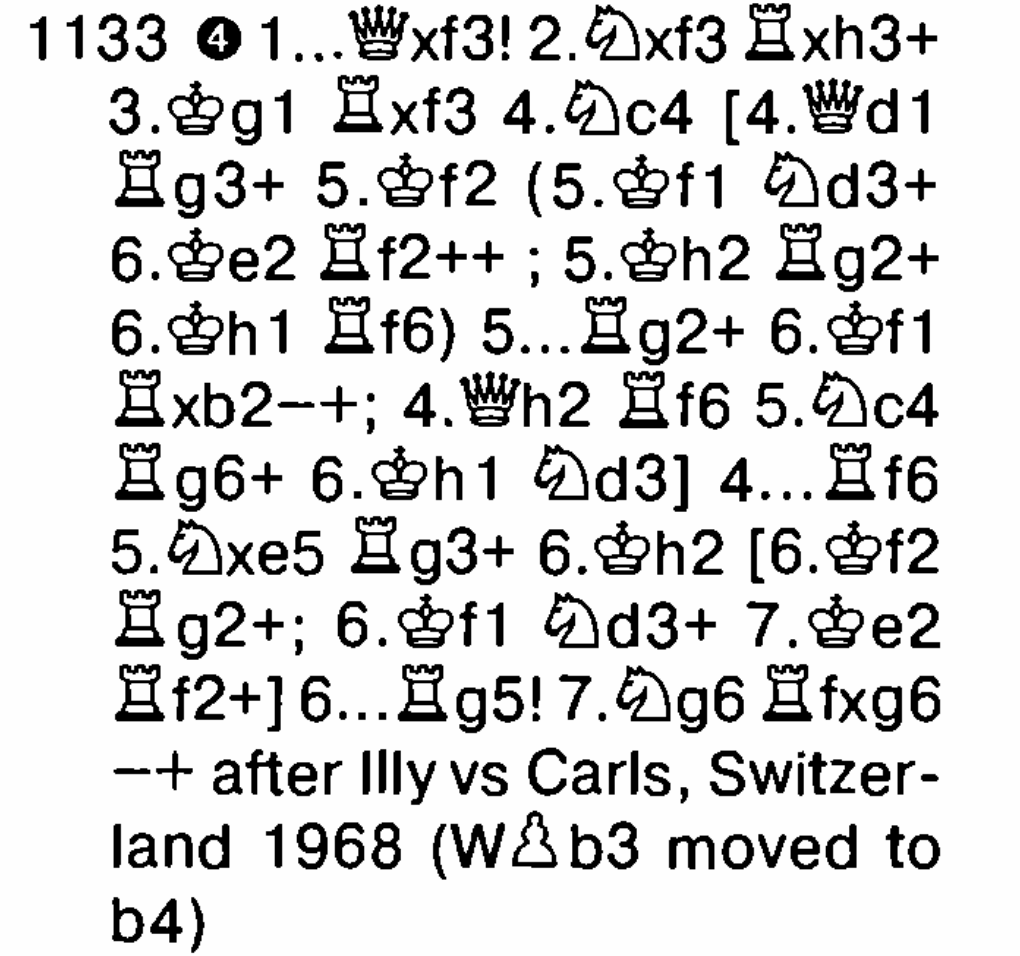 1133 ❹ 1...♕xf3! 2.♘xf3 ♖xh3+
3.♔g1 ♖xf3 4.♘c4 [4.♕d1
♖g3+ 5.♔f2 (5.♔f1 ♘d3+
6.♔e2 ♖f2++ ; 5.♔h2 ♖g2+
6.♔h1 ♖f6) 5...♖g2+ 6.♔f1
♖xb2−+; 4.♕h2 ♖f6 5.♘c4
♖g6+ 6.♔h1 ♘d3] 4...♖f6
5.♘xe5 ♖g3+ 6.♔h2 [6.♔f2
♖g2+; 6.♔f1 ♘d3+ 7.♔e2
♖f2+] 6...♖g5! 7.♘g6 ♖fxg6
−+ after Illy vs Carls, Switzer-
land 1968 (W♙b3 moved to
b4)